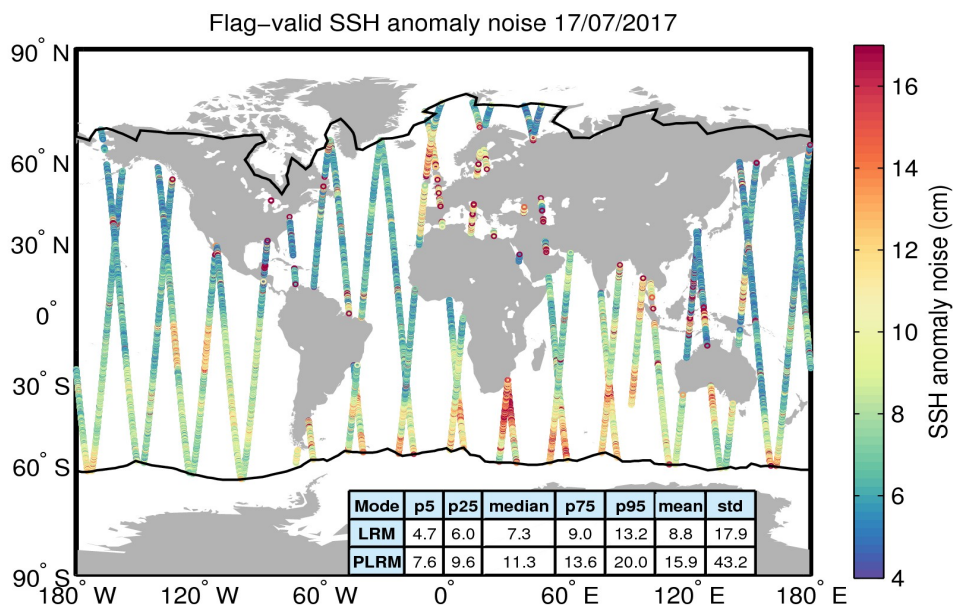 Flag−valid SSH anomaly noise 17/07/2017
90° N
60° N
30° N
0°
30° S
60° S
90° S
180° W 120° W 60° W 0° 60° E 120° E 180° E
Mode p5 p25 median p75 p95 mean std
LRM 4.7 6.0 7.3 9.0 13.2 8.8 17.9
PLRM 7.6 9.6 11.3 13.6 20.0 15.9 43.2
16
14
12
10
8
6
4
SSH anomaly noise (cm)